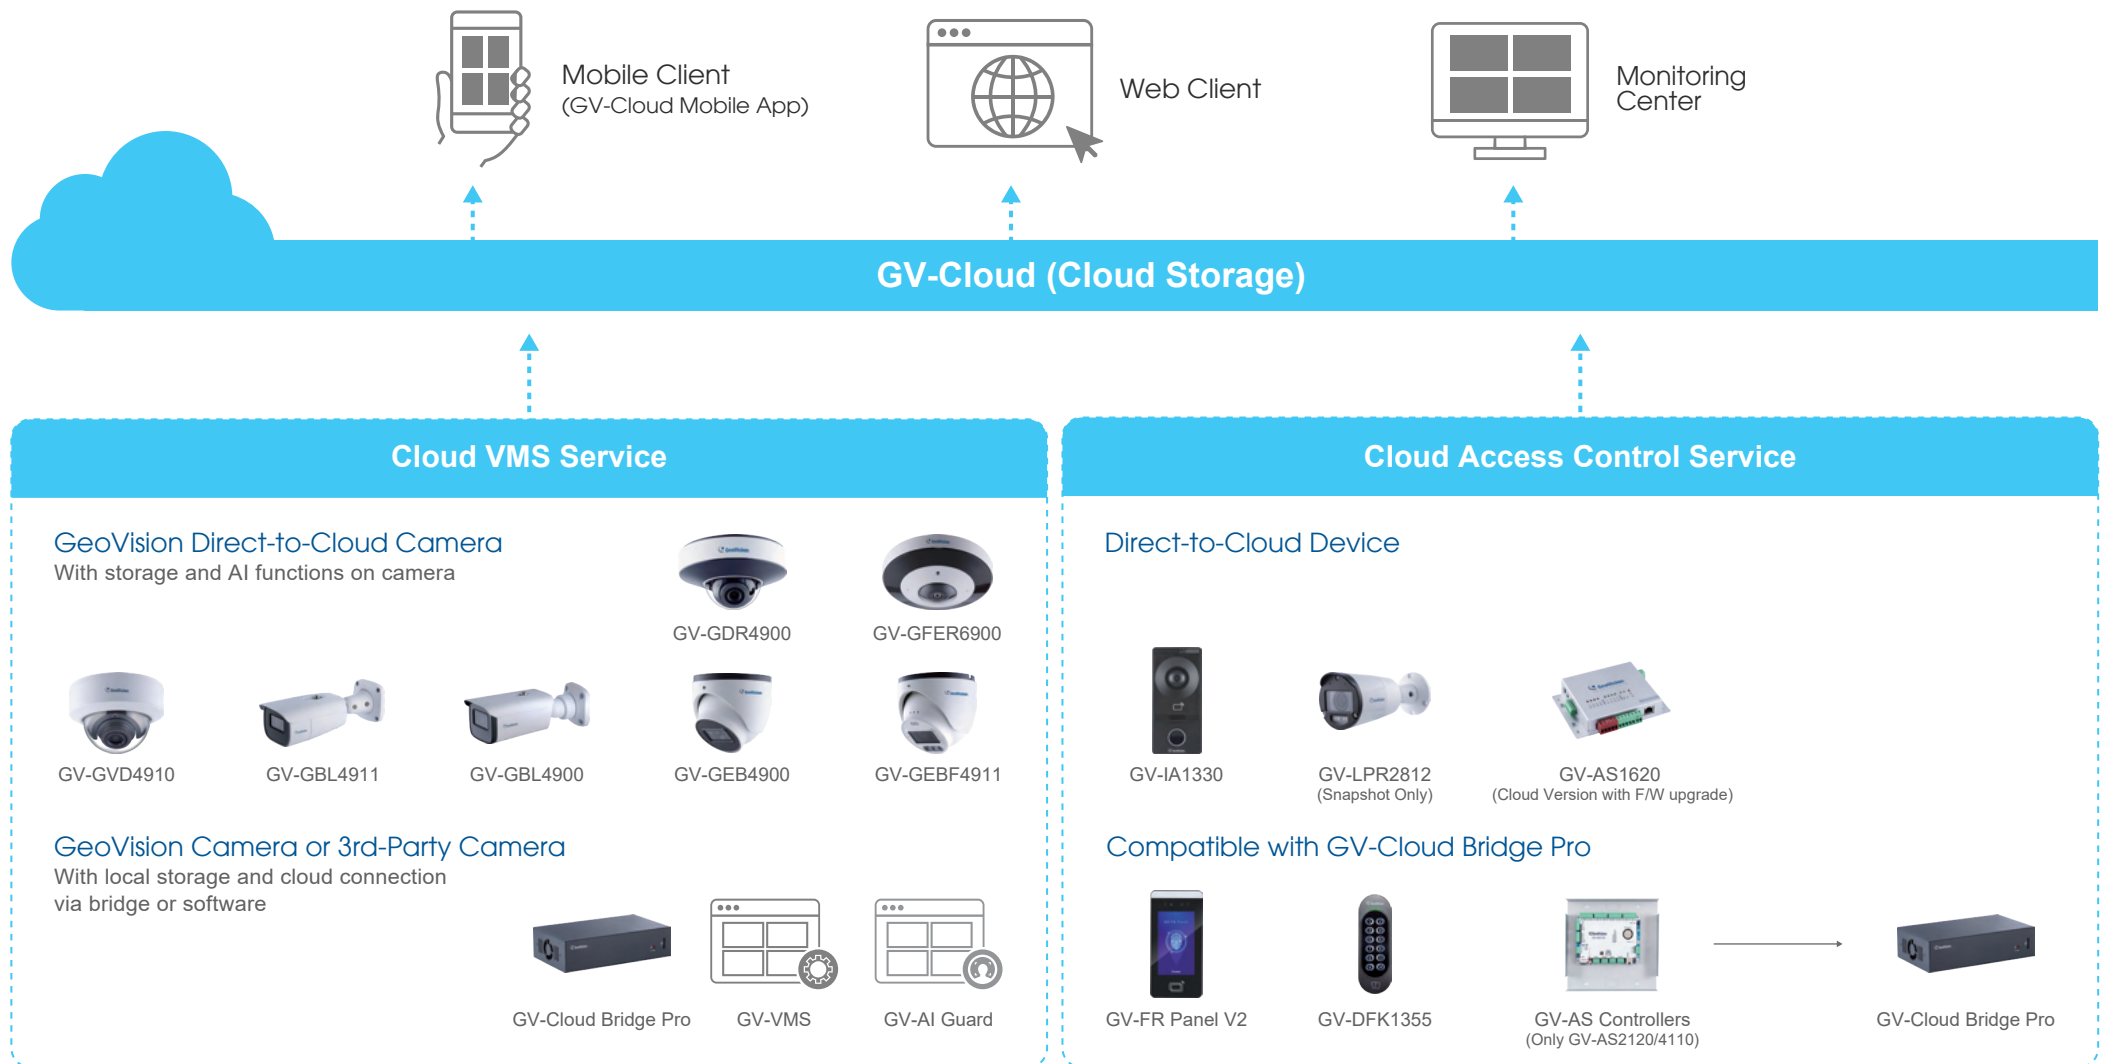 Mobile Client
(GV-Cloud Mobile App)
Web Client
Monitoring
Center
GV-Cloud (Cloud Storage)
Cloud VMS Service
GeoVision Direct-to-Cloud Camera
With storage and AI functions on camera
GV-GDR4900
GV-GFER6900
GV-GVD4910
GV-GBL4911
GV-GBL4900
GV-GEB4900
GV-GEBF4911
GeoVision Camera or 3rd-Party Camera
With local storage and cloud connection
via bridge or software
GV-Cloud Bridge Pro
GV-VMS
GV-AI Guard
Cloud Access Control Service
Direct-to-Cloud Device
GV-IA1330
GV-LPR2812
(Snapshot Only)
GV-AS1620
(Cloud Version with F/W upgrade)
Compatible with GV-Cloud Bridge Pro
GV-FR Panel V2
GV-DFK1355
GV-AS Controllers
(Only GV-AS2120/4110)
GV-Cloud Bridge Pro